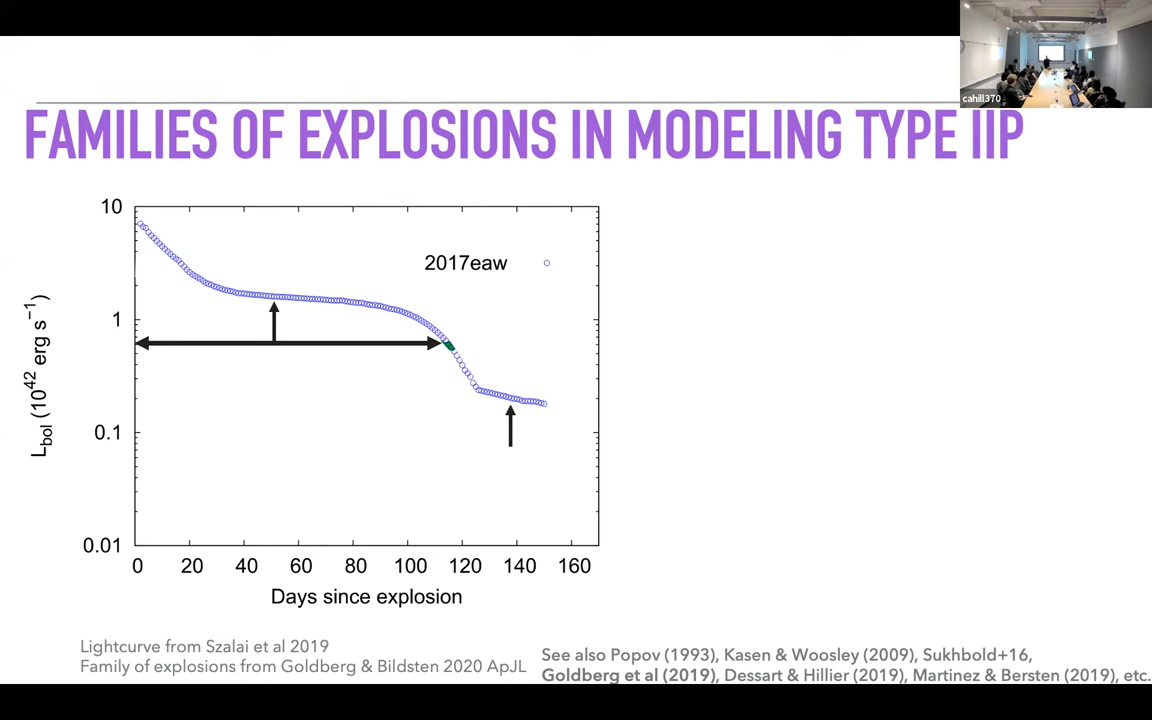 cahill370
FAMILIES OF EXPLOSIONS IN MODELING TYPE IIP
10
1
0.1
0.01
L_bol (10^42 erg s^−1)
2017eaw
0 20 40 60 80 100 120 140 160
Days since explosion
Lightcurve from Szalai et al 2019
Family of explosions from Goldberg & Bildsten 2020 ApJL
See also Popov (1993), Kasen & Woosley (2009), Sukhbold+16,
Goldberg et al (2019), Dessart & Hillier (2019), Martinez & Bersten (2019), etc.